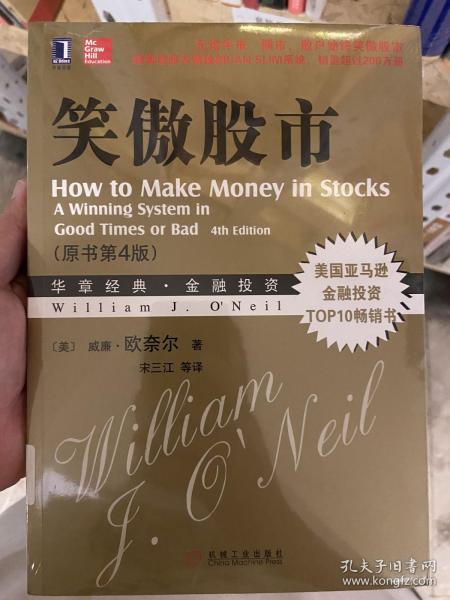 Mc
Graw
Hill
Education
笑傲股市
How to Make Money in Stocks
A Winning System in
Good Times or Bad 4th Edition
(原书第4版)
华章经典·金融投资
William J. O'Neil
美国亚马逊
金融投资
TOP10畅销书
〔美〕 威廉·欧奈尔 著
宋三江 等译
William
J. O'Neil
机械工业出版社
China Machine Press
孔夫子旧书网
www.kongfz.com